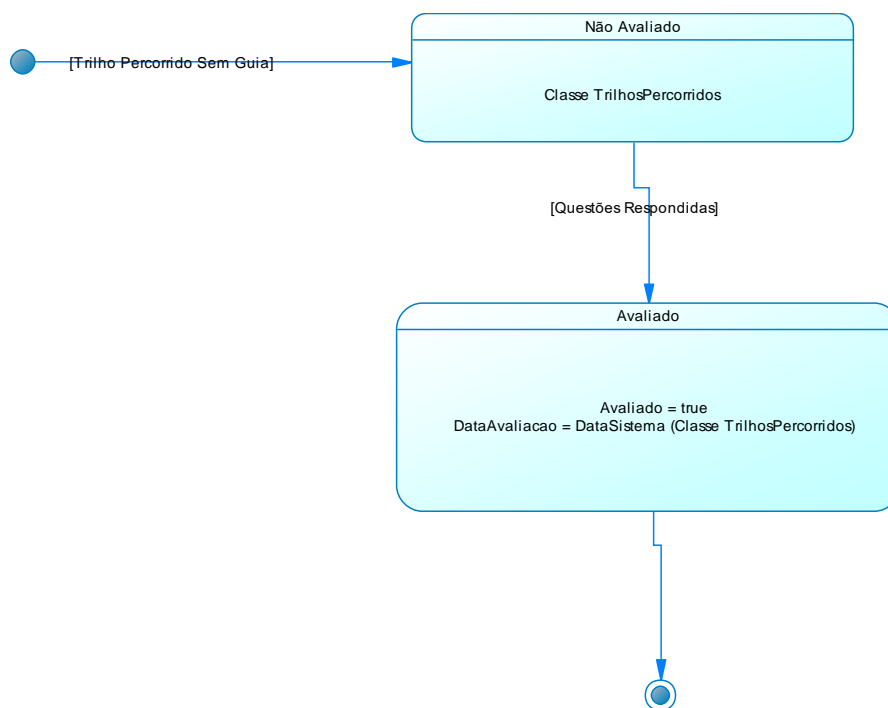 Não Avaliado
[Trilho Percorrido Sem Guia]
Classe TrilhosPercorridos
[Questões Respondidas]
Avaliado
Avaliado = true
DataAvaliacao = DataSistema (Classe TrilhosPercorridos)